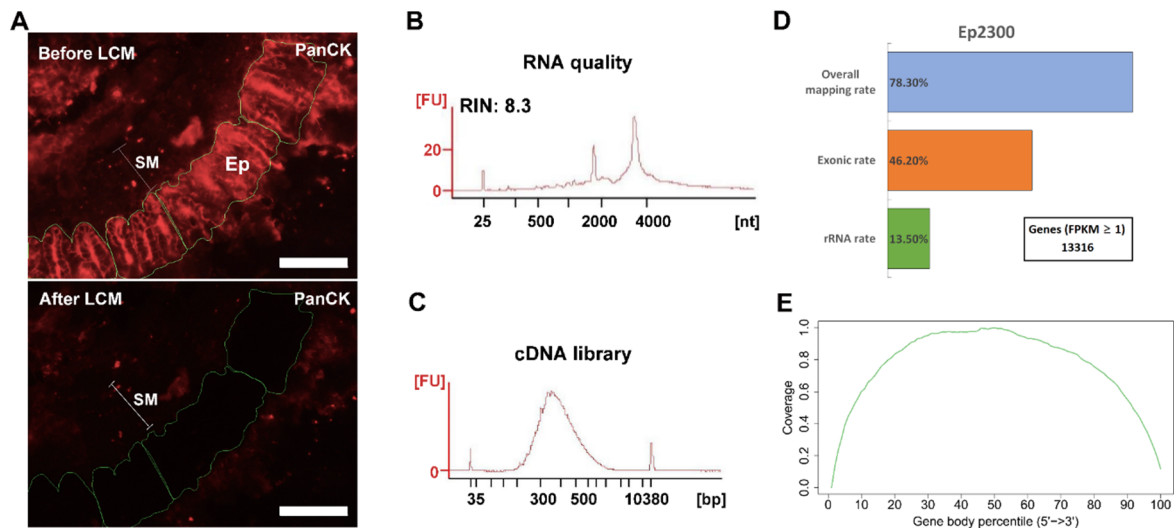 A
Before LCM
PanCK
SM
Ep
After LCM
PanCK
SM
B
RNA quality
[FU]
RIN: 8.3
20
0
25
500
2000
4000
[nt]
C
cDNA library
[FU]
0
35
300
500
10380
[bp]
D
Ep2300
Overall
mapping rate
78.30%
Exonic rate
46.20%
rRNA rate
13.50%
Genes (FPKM ≥ 1)
13316
E
Coverage
1.0
0.8
0.6
0.4
0.2
0.0
0 10 20 30 40 50 60 70 80 90 100
Gene body percentile (5'->3')